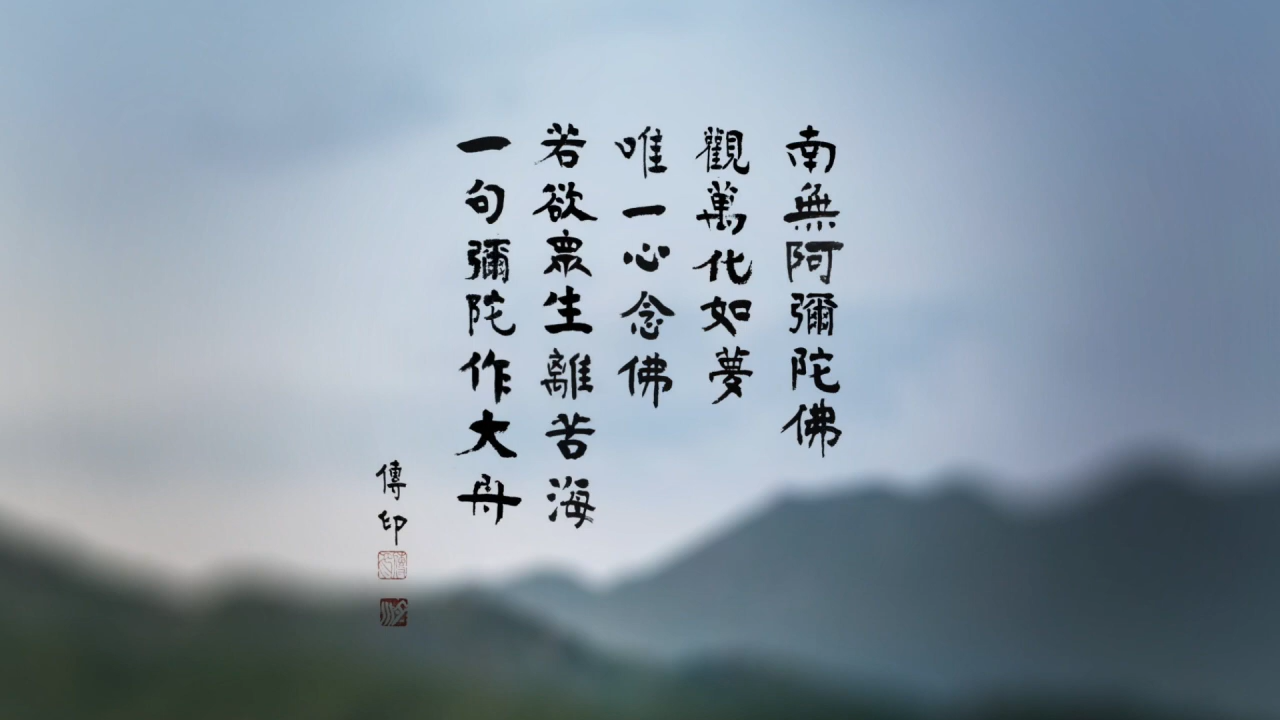 南無阿彌陀佛
觀萬化如夢
唯一心念佛
若欲眾生離苦海
一句彌陀作大舟
傳印